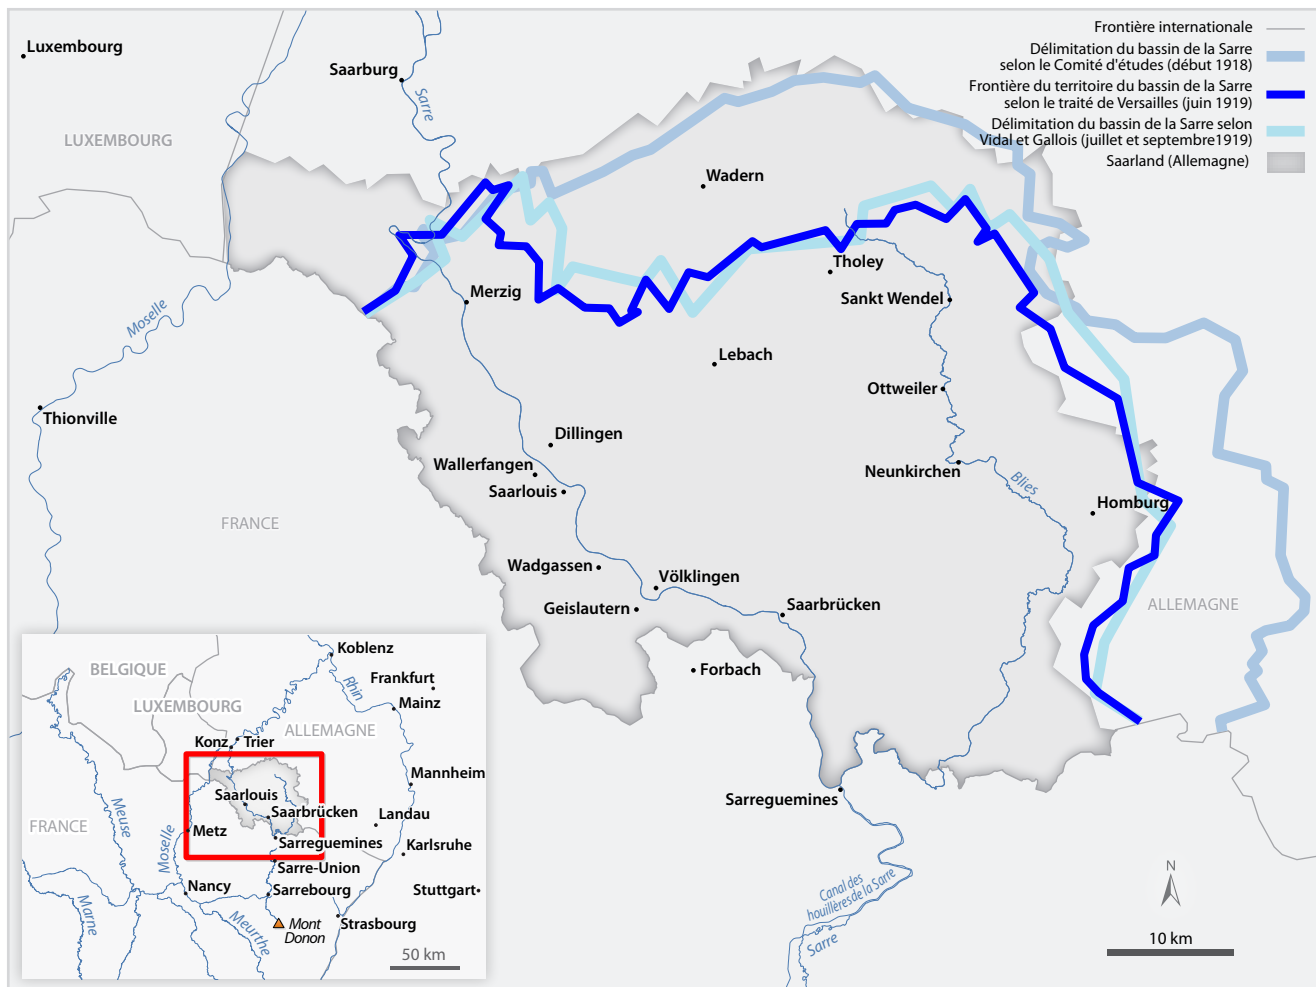 Luxembourg
Saarburg
Sarre
LUXEMBOURG
Frontière internationale
Délimitation du bassin de la Sarre
selon le Comité d'études (début 1918)
Frontière du territoire du bassin de la Sarre
selon le traité de Versailles (juin 1919)
Délimitation du bassin de la Sarre selon
Vidal et Gallois (juillet et septembre1919)
Saarland (Allemagne)
Wadern
Tholey
Merzig
Sankt Wendel
Moselle
Lebach
Ottweiler
Thionville
Dillingen
Wallerfangen
Saarlouis
Neunkirchen
Blies
Homburg
FRANCE
Wadgassen
Völklingen
Geislautern
Saarbrücken
ALLEMAGNE
Forbach
Sarreguemines
Canal des
houillères de la Sarre
Sarre
N
10 km
Koblenz
BELGIQUE
Frankfurt
Rhin
Mainz
LUXEMBOURG
ALLEMAGNE
Konz
Trier
Mannheim
Saarlouis
Saarbrücken
Landau
Meuse
FRANCE
Moselle
Metz
Sarreguemines
Karlsruhe
Sarre-Union
Nancy
Sarrebourg
Stuttgart
Marne
Meurthe
Mont
Donon
Strasbourg
50 km